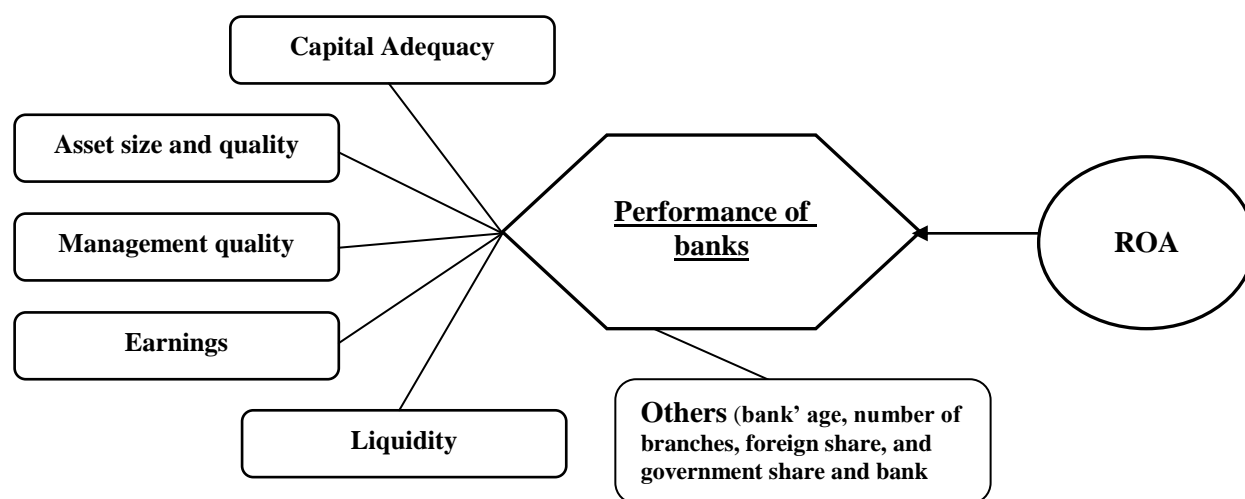 Capital Adequacy
Asset size and quality
Management quality
Earnings
Liquidity
Performance of
banks
ROA
Others (bank’ age, number of
branches, foreign share, and
government share and bank